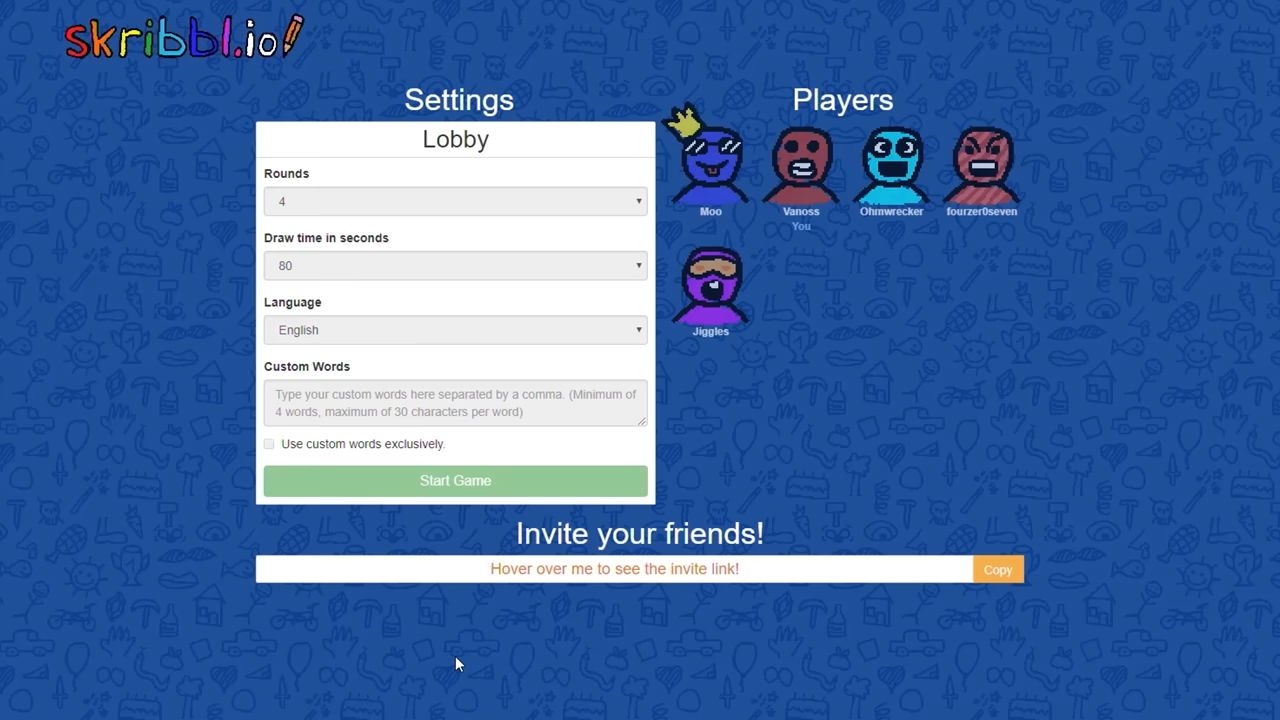 skribbl.io
Settings
Lobby
Rounds
4
Draw time in seconds
80
Language
English
Custom Words
Type your custom words here separated by a comma. (Minimum of
4 words, maximum of 30 characters per word)
Use custom words exclusively.
Start Game
Players
Moo
Vanoss
You
Ohmwrecker
fourzer0seven
Jiggles
Invite your friends!
Hover over me to see the invite link!
Copy